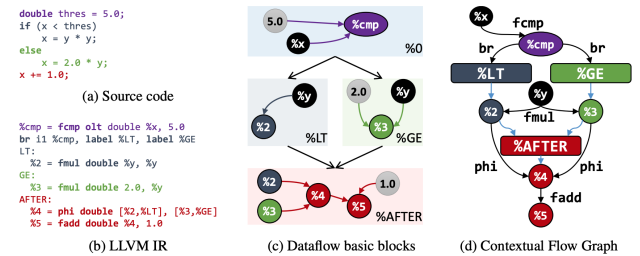 double thres = 5.0;
if (x < thres)
x = y * y;
else
x = 2.0 * y;
x += 1.0;
(a) Source code
%cmp = fcmp olt double %x, 5.0
br i1 %cmp, label %LT, label %GE
LT:
%2 = fmul double %y, %y
GE:
%3 = fmul double 2.0, %y
AFTER:
%4 = phi double [%2,%LT], [%3,%GE]
%5 = fadd double %4, 1.0
(b) LLVM IR
5.0
%cmp
%x
%0
%y
%2
%LT
2.0
%y
%3
%GE
%2
%4
1.0
%3
%5
%AFTER
(c) Dataflow basic blocks
%x
fcmp
br
%cmp
br
%LT
%GE
%y
%2
%3
fmul
%AFTER
phi
%4
phi
fadd
%5
(d) Contextual Flow Graph